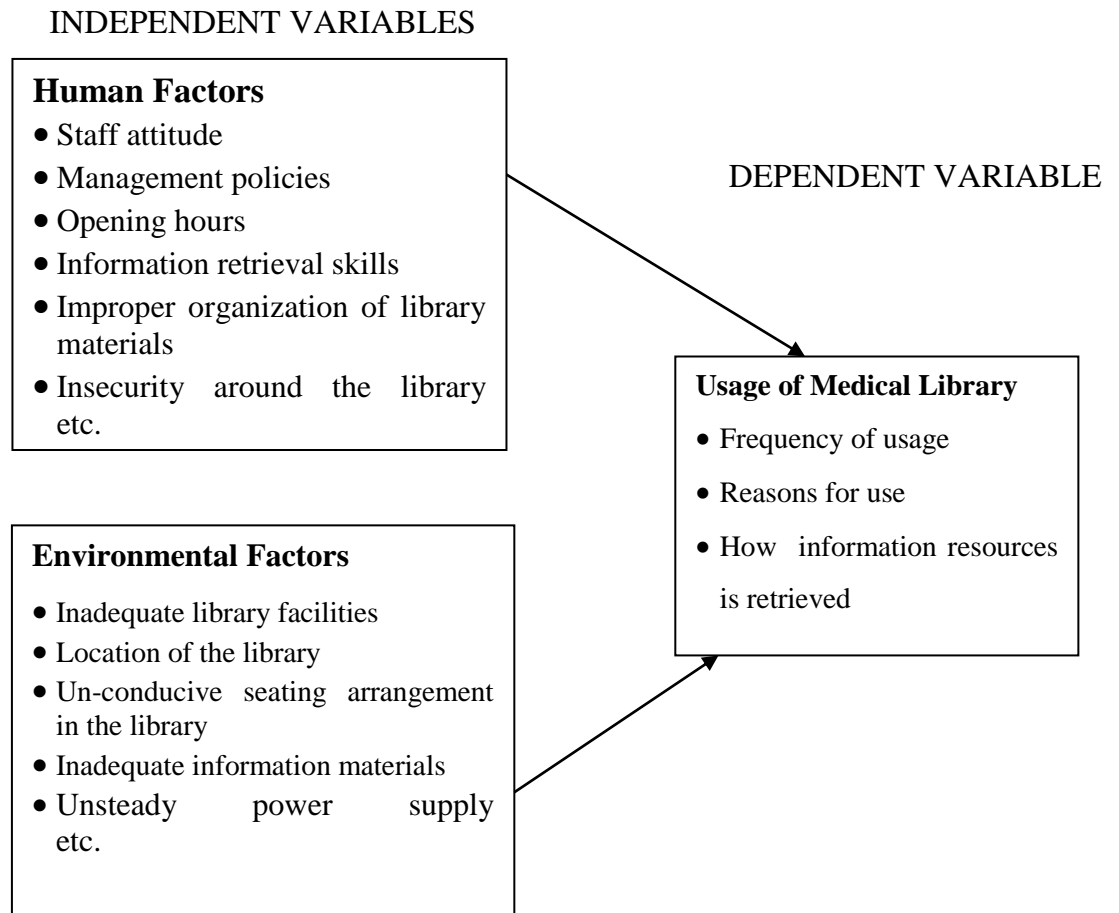 INDEPENDENT VARIABLES
Human Factors
• Staff attitude
• Management policies
• Opening hours
• Information retrieval skills
• Improper organization of library
materials
• Insecurity around the library
etc.
DEPENDENT VARIABLE
Usage of Medical Library
• Frequency of usage
• Reasons for use
• How information resources
is retrieved
Environmental Factors
• Inadequate library facilities
• Location of the library
• Un-conducive seating arrangement
in the library
• Inadequate information materials
• Unsteady power supply
etc.